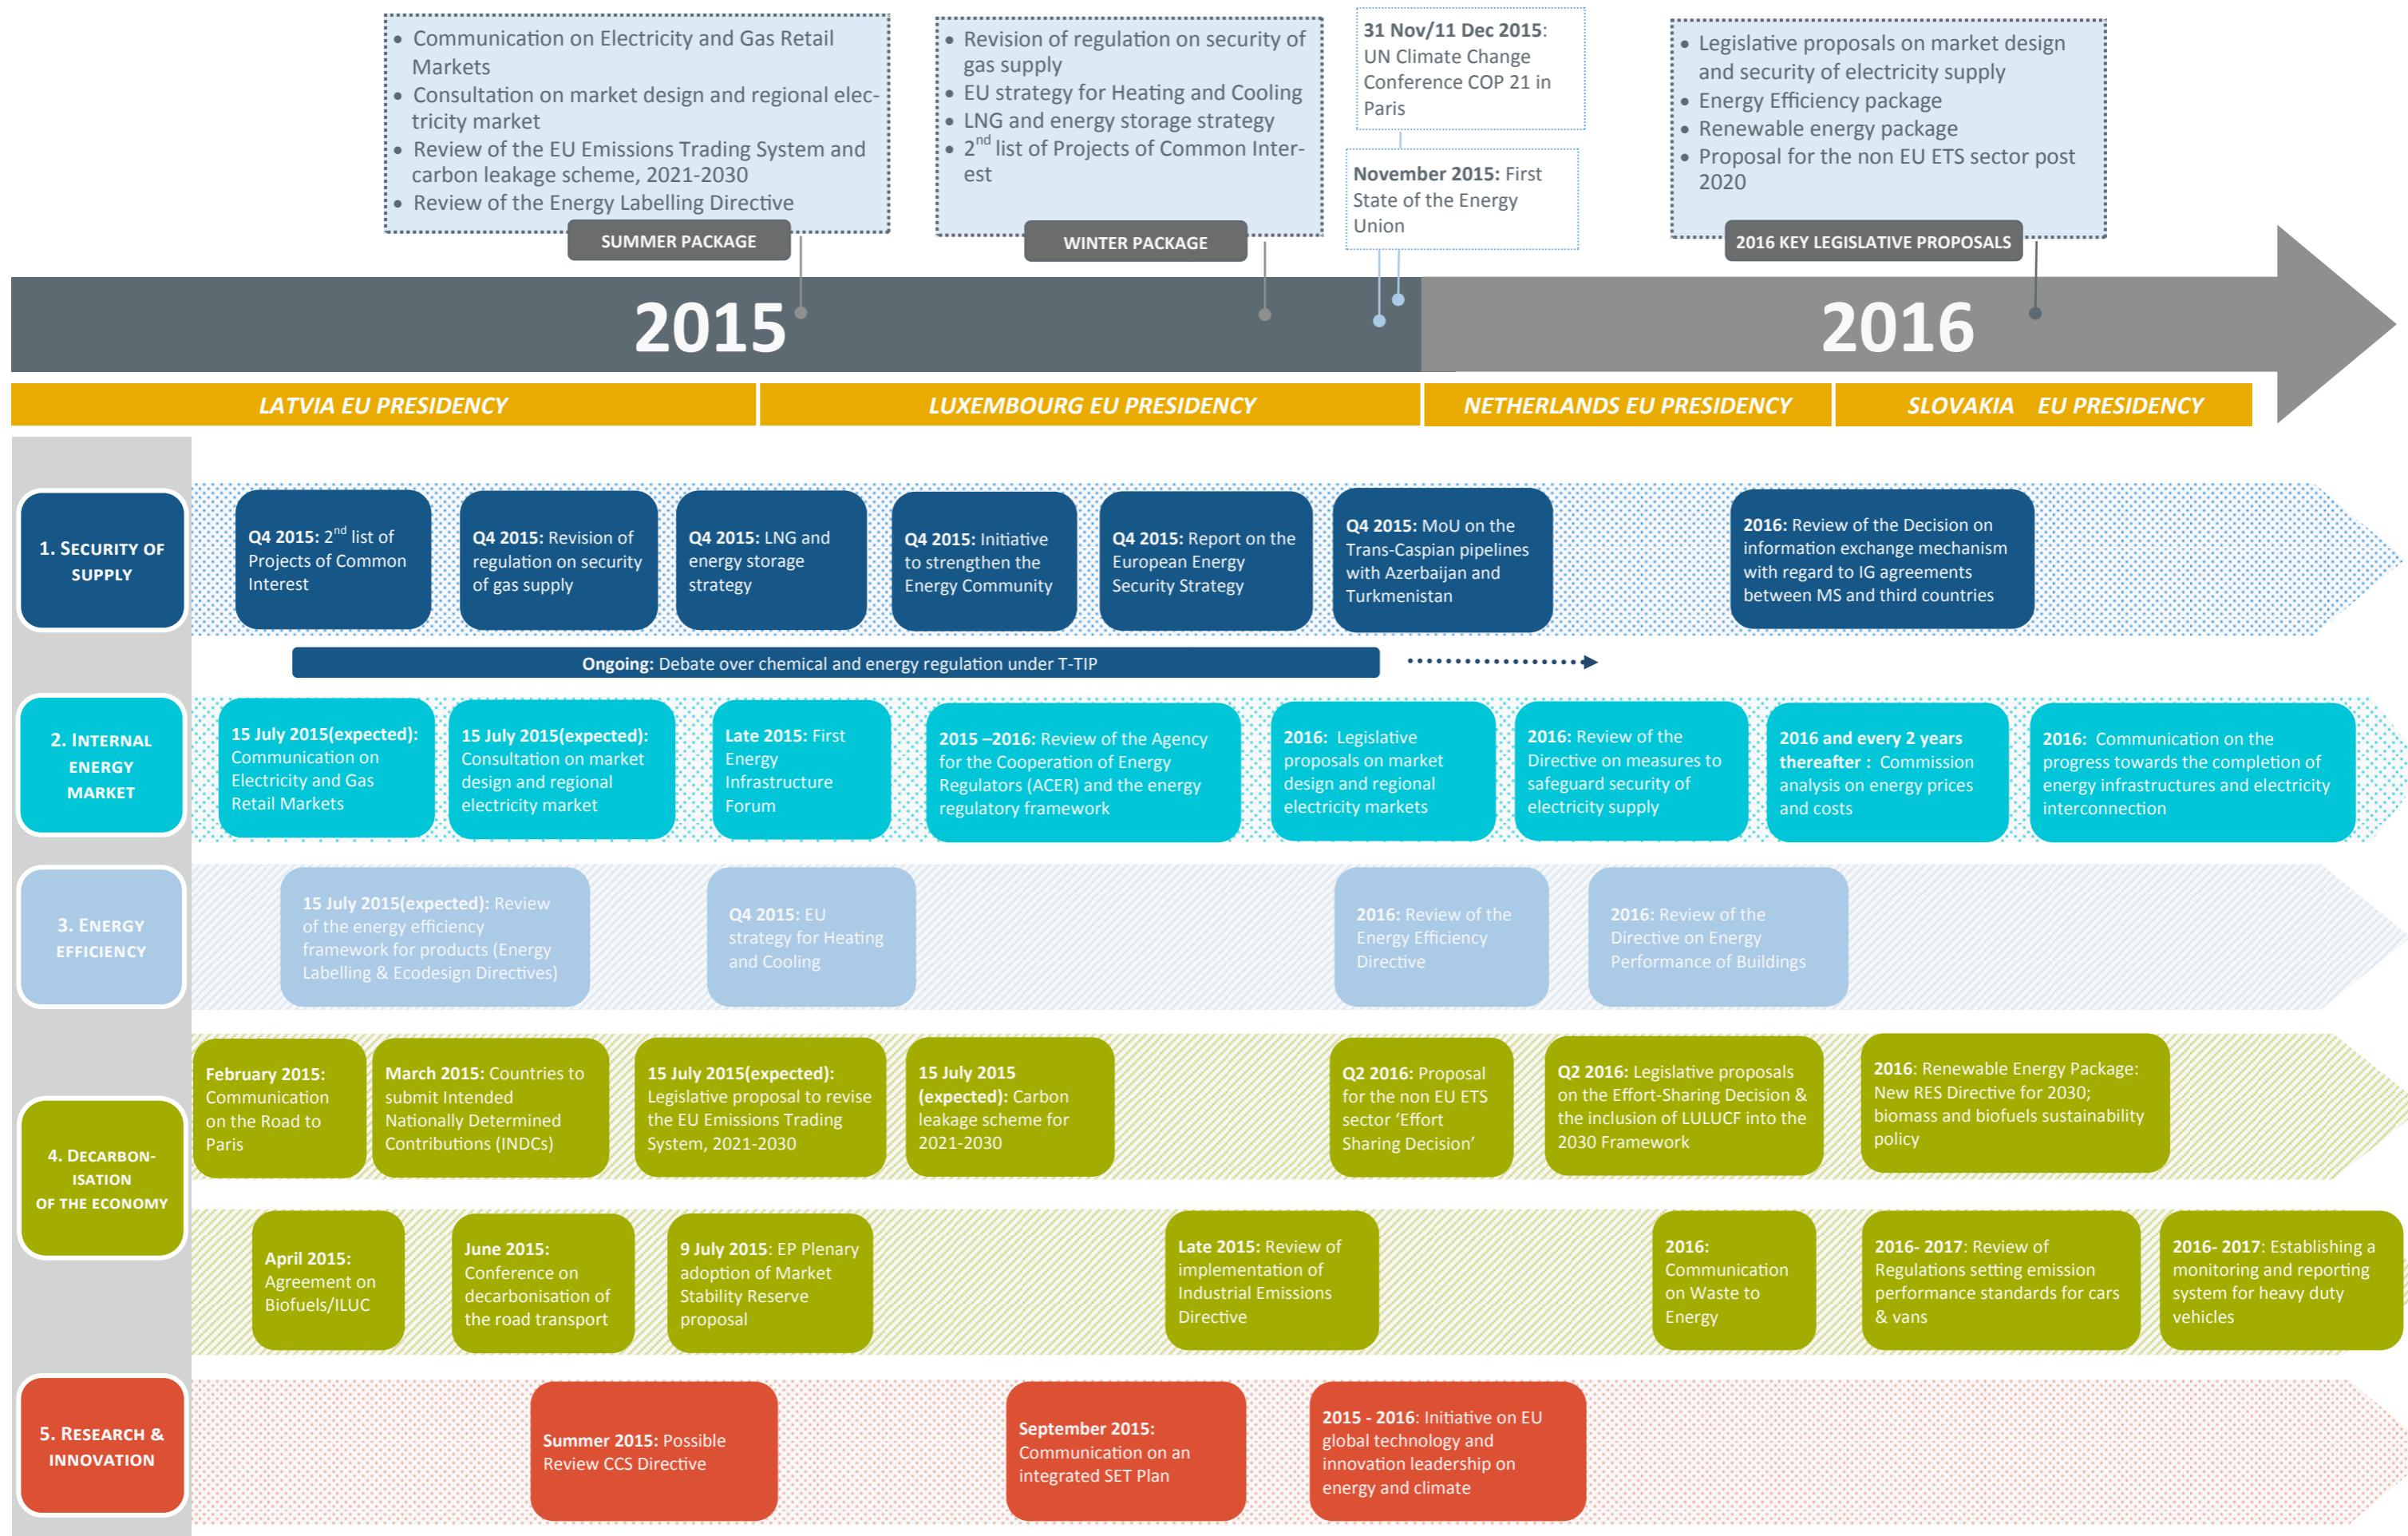 • Communication on Electricity and Gas Retail
Markets
• Consultation on market design and regional elec-
tricity market
• Review of the EU Emissions Trading System and
carbon leakage scheme, 2021-2030
• Review of the Energy Labelling Directive
SUMMER PACKAGE
• Revision of regulation on security of
gas supply
• EU strategy for Heating and Cooling
• LNG and energy storage strategy
• 2nd list of Projects of Common Inter-
est
WINTER PACKAGE
31 Nov/11 Dec 2015:
UN Climate Change
Conference COP 21 in
Paris
November 2015: First
State of the Energy
Union
• Legislative proposals on market design
and security of electricity supply
• Energy Efficiency package
• Renewable energy package
• Proposal for the non EU ETS sector post
2020
2016 KEY LEGISLATIVE PROPOSALS
2015
2016
LATVIA EU PRESIDENCY
LUXEMBOURG EU PRESIDENCY
NETHERLANDS EU PRESIDENCY
SLOVAKIA EU PRESIDENCY
1. SECURITY OF
SUPPLY
Q4 2015: 2nd list of
Projects of Common
Interest
Q4 2015: Revision of
regulation on security
of gas supply
Q4 2015: LNG and
energy storage
strategy
Q4 2015: Initiative
to strengthen the
Energy Community
Q4 2015: Report on the
European Energy
Security Strategy
Q4 2015: MoU on the
Trans-Caspian pipelines
with Azerbaijan and
Turkmenistan
2016: Review of the Decision on
information exchange mechanism
with regard to IG agreements
between MS and third countries
Ongoing: Debate over chemical and energy regulation under T-TIP
2. INTERNAL
ENERGY
MARKET
15 July 2015(expected):
Communication on
Electricity and Gas
Retail Markets
15 July 2015(expected):
Consultation on market
design and regional
electricity market
Late 2015: First
Energy
Infrastructure
Forum
2015 –2016: Review of the Agency
for the Cooperation of Energy
Regulators (ACER) and the energy
regulatory framework
2016: Legislative
proposals on market
design and regional
electricity markets
2016: Review of the
Directive on measures to
safeguard security of
electricity supply
2016 and every 2 years
thereafter : Commission
analysis on energy prices
and costs
2016: Communication on the
progress towards the completion of
energy infrastructures and electricity
interconnection
3. ENERGY
EFFICIENCY
15 July 2015(expected): Review
of the energy efficiency
framework for products (Energy
Labelling & Ecodesign Directives)
Q4 2015: EU
strategy for Heating
and Cooling
2016: Review of the
Energy Efficiency
Directive
2016: Review of the
Directive on Energy
Performance of Buildings
4. DECARBON-
ISATION
OF THE ECONOMY
February 2015:
Communication
on the Road to
Paris
March 2015: Countries to
submit Intended
Nationally Determined
Contributions (INDCs)
15 July 2015(expected):
Legislative proposal to revise
the EU Emissions Trading
System, 2021-2030
15 July 2015
(expected): Carbon
leakage scheme for
2021-2030
Q2 2016: Proposal
for the non EU ETS
sector ‘Effort
Sharing Decision’
Q2 2016: Legislative proposals
on the Effort-Sharing Decision &
the inclusion of LULUCF into the
2030 Framework
2016: Renewable Energy Package:
New RES Directive for 2030;
biomass and biofuels sustainability
policy
April 2015:
Agreement on
Biofuels/ILUC
June 2015:
Conference on
decarbonisation of
the road transport
9 July 2015: EP Plenary
adoption of Market
Stability Reserve
proposal
Late 2015: Review of
implementation of
Industrial Emissions
Directive
2016:
Communication
on Waste to
Energy
2016- 2017: Review of
Regulations setting emission
performance standards for cars
& vans
2016- 2017: Establishing a
monitoring and reporting
system for heavy duty
vehicles
5. RESEARCH &
INNOVATION
Summer 2015: Possible
Review CCS Directive
September 2015:
Communication on an
integrated SET Plan
2015 - 2016: Initiative on EU
global technology and
innovation leadership on
energy and climate